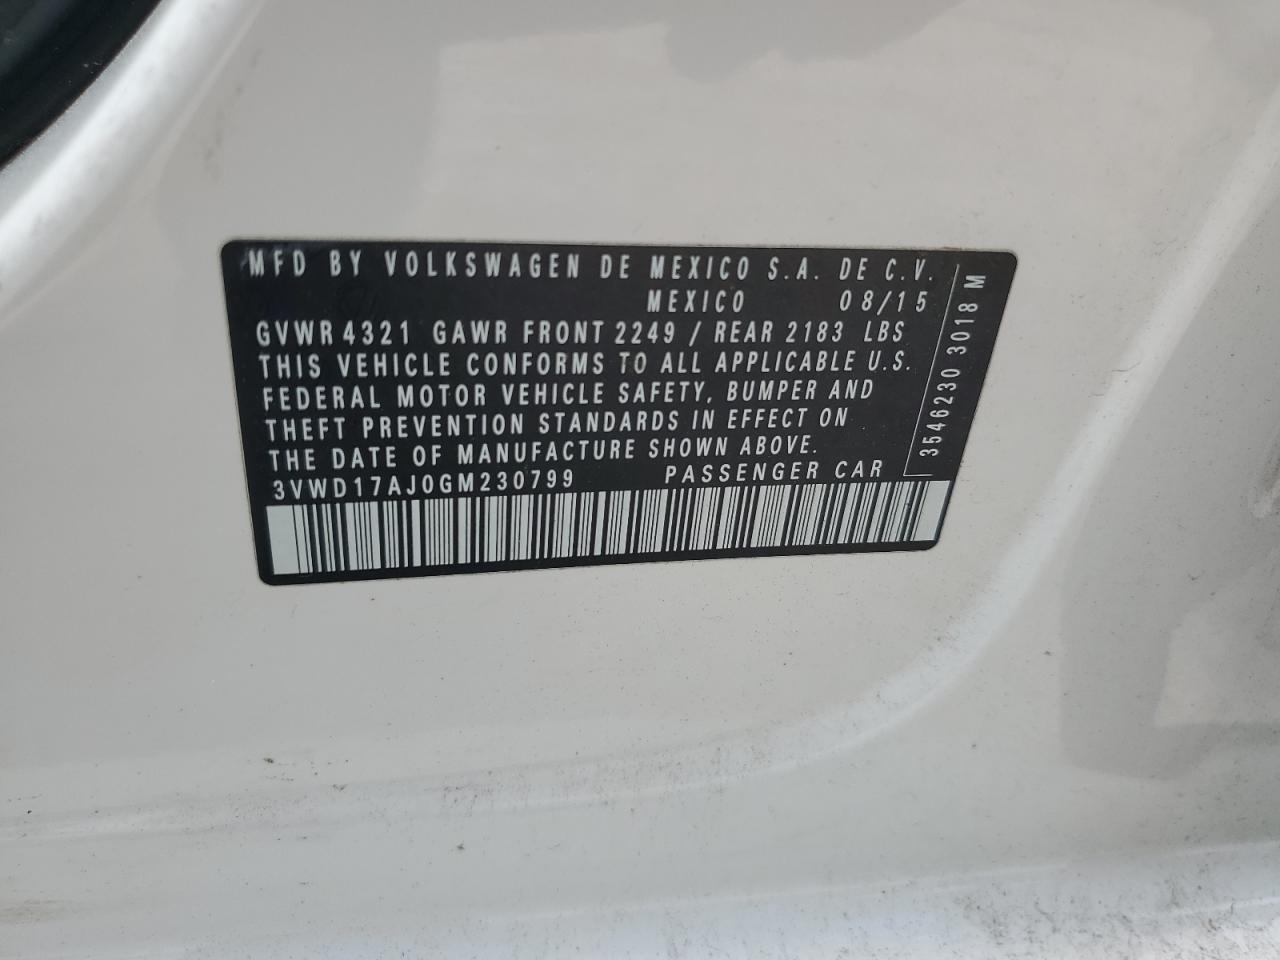 MFD BY VOLKSWAGEN DE MEXICO S.A. DE C.V.
MEXICO 08/15
GVWR 4321 GAWR FRONT 2249 / REAR 2183 LBS
THIS VEHICLE CONFORMS TO ALL APPLICABLE U.S.
FEDERAL MOTOR VEHICLE SAFETY, BUMPER AND
THEFT PREVENTION STANDARDS IN EFFECT ON
THE DATE OF MANUFACTURE SHOWN ABOVE.
3VWD17AJ0GM230799 PASSENGER CAR
3546230 3018 M